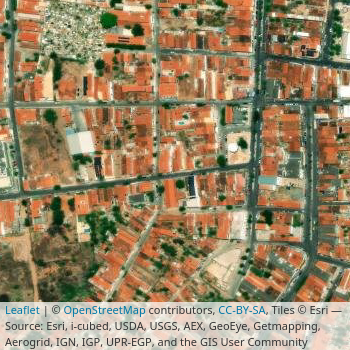 Leaflet | © OpenStreetMap contributors, CC-BY-SA, Tiles © Esri —
Source: Esri, i-cubed, USDA, USGS, AEX, GeoEye, Getmapping,
Aerogrid, IGN, IGP, UPR-EGP, and the GIS User Community